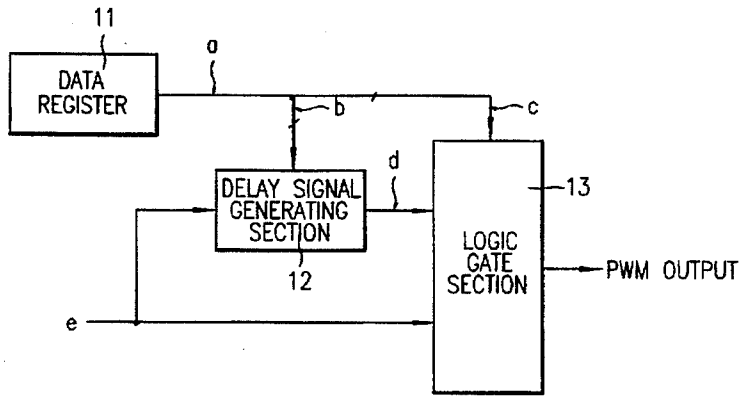 11
a
DATA
REGISTER
b
c
d
DELAY SIGNAL
GENERATING
SECTION
12
13
LOGIC
GATE
SECTION
PWM OUTPUT
e